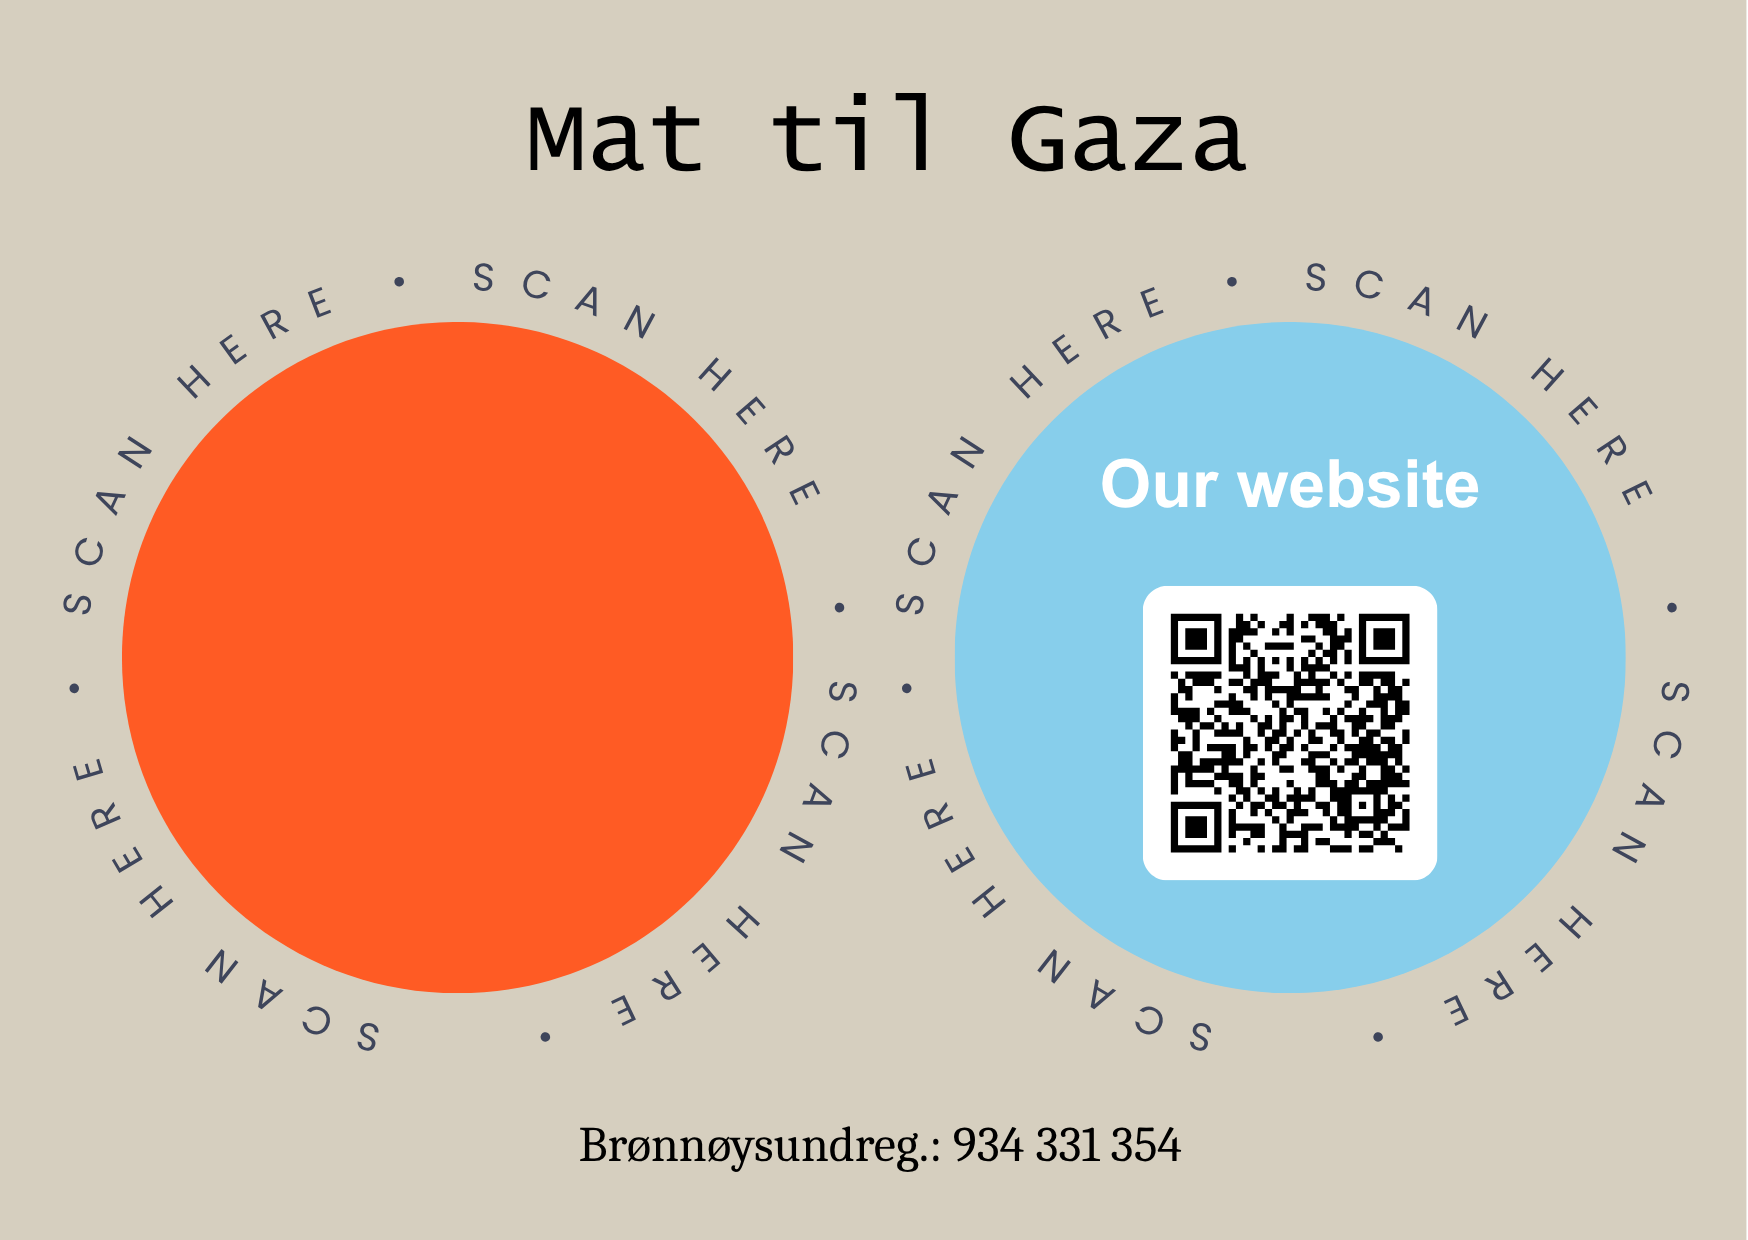 Mat til Gaza
SCAN HERE • SCAN HERE • SCAN HERE • SCAN HERE •
SCAN HERE • SCAN HERE • SCAN HERE • SCAN HERE •
Our website
Brønnøysundreg.: 934 331 354